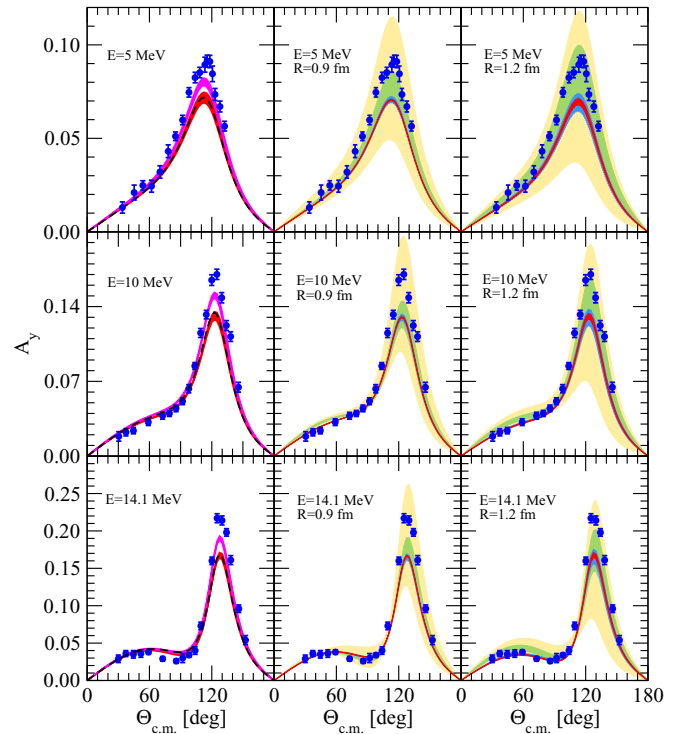 0.10
0.05
0.00
E=5 MeV
E=5 MeV
R=0.9 fm
E=5 MeV
R=1.2 fm
0.14
0.07
0.00
E=10 MeV
E=10 MeV
R=0.9 fm
E=10 MeV
R=1.2 fm
A_y
0.25
0.20
0.15
0.10
0.05
0.00
E=14.1 MeV
E=14.1 MeV
R=0.9 fm
E=14.1 MeV
R=1.2 fm
0 60 120 0 60 120 0 60 120 180
Θc.m. [deg] Θc.m. [deg] Θc.m. [deg]